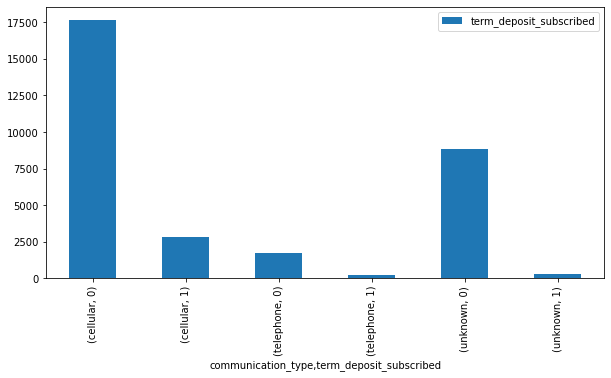 term_deposit_subscribed
17500
15000
12500
10000
7500
5000
2500
0
(cellular, 0)
(cellular, 1)
(telephone, 0)
(telephone, 1)
(unknown, 0)
(unknown, 1)
communication_type,term_deposit_subscribed